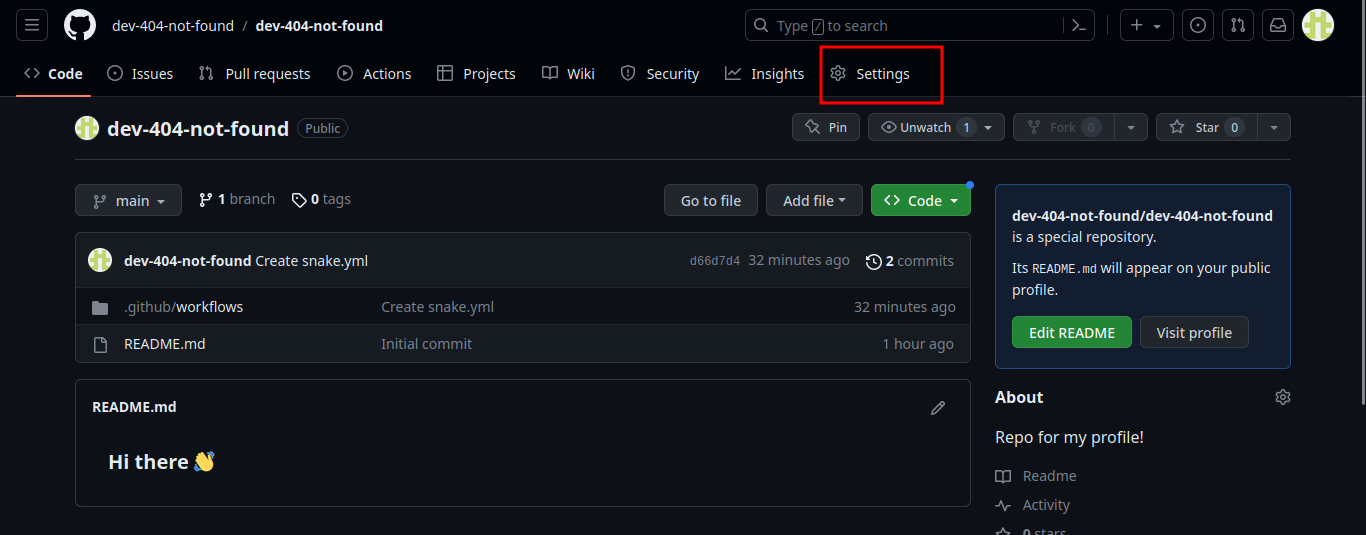 dev-404-not-found / dev-404-not-found
Type / to search
Code Issues Pull requests Actions Projects Wiki Security Insights Settings
dev-404-not-found Public
Pin Unwatch 1 Fork 0 Star 0
main 1 branch 0 tags Go to file Add file Code
dev-404-not-found Create snake.yml d66d7d4 32 minutes ago 2 commits
.github/workflows Create snake.yml 32 minutes ago
README.md Initial commit 1 hour ago
README.md
Hi there 👋
dev-404-not-found/dev-404-not-found
is a special repository.
Its README.md will appear on your public
profile.
Edit README Visit profile
About
Repo for my profile!
Readme
Activity
0 stars